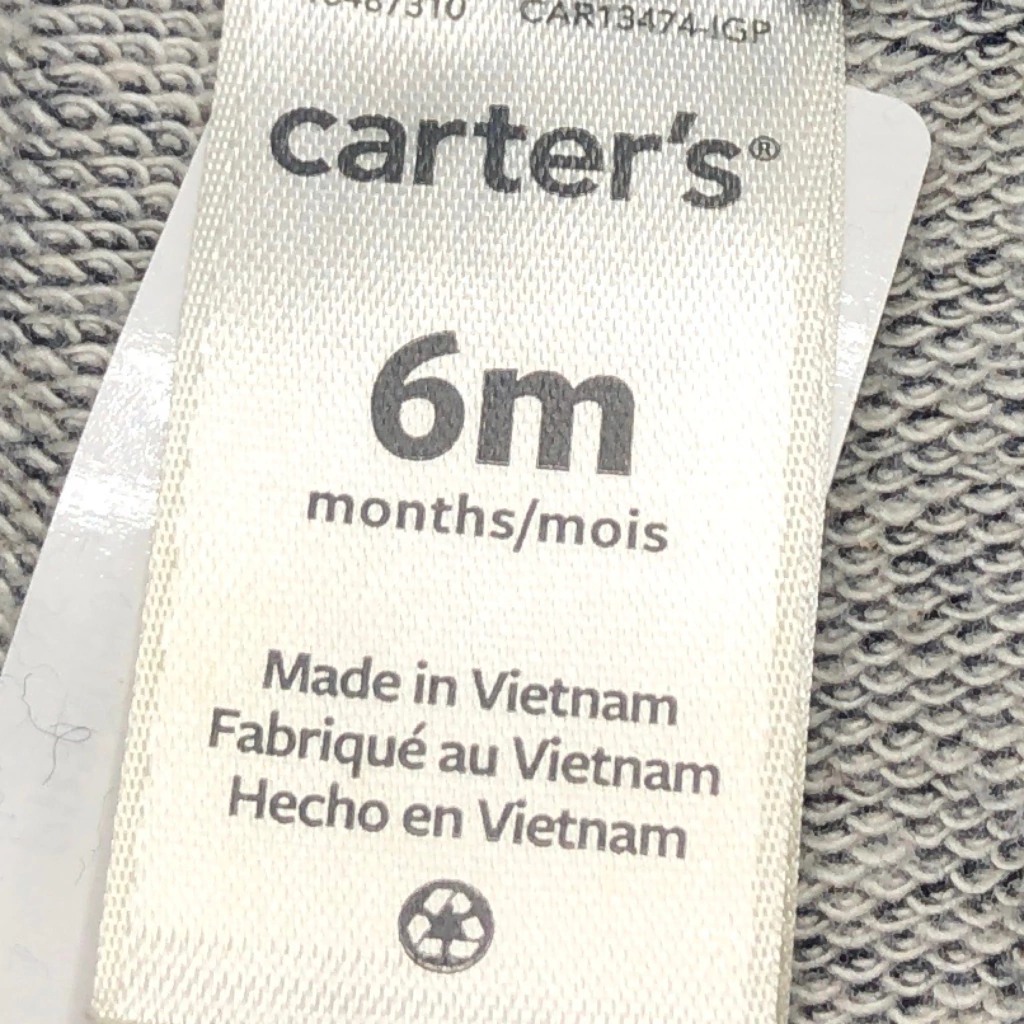 CAR13474-IGP
carter's®
6m
months/mois
Made in Vietnam
Fabriqué au Vietnam
Hecho en Vietnam